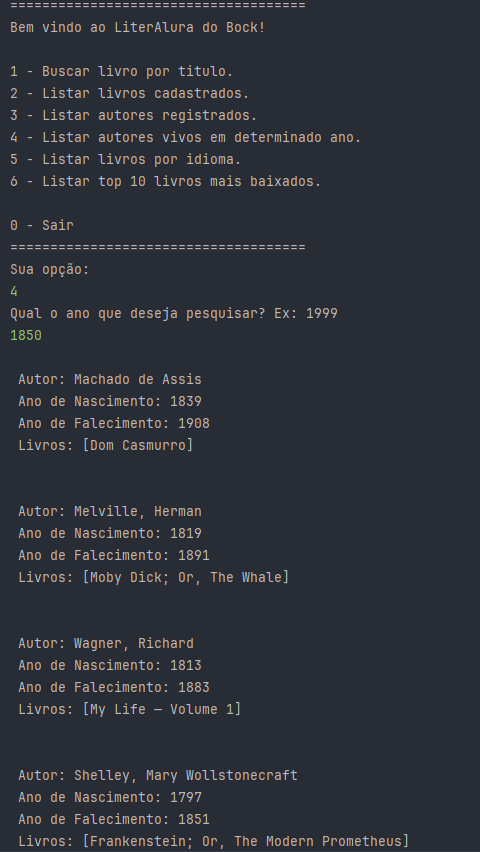 =====================================
Bem vindo ao LiterAlura do Bock!
1 - Buscar livro por titulo.
2 - Listar livros cadastrados.
3 - Listar autores registrados.
4 - Listar autores vivos em determinado ano.
5 - Listar livros por idioma.
6 - Listar top 10 livros mais baixados.
0 - Sair
=====================================
Sua opção:
4
Qual o ano que deseja pesquisar? Ex: 1999
1850
Autor: Machado de Assis
Ano de Nascimento: 1839
Ano de Falecimento: 1908
Livros: [Dom Casmurro]
Autor: Melville, Herman
Ano de Nascimento: 1819
Ano de Falecimento: 1891
Livros: [Moby Dick; Or, The Whale]
Autor: Wagner, Richard
Ano de Nascimento: 1813
Ano de Falecimento: 1883
Livros: [My Life — Volume 1]
Autor: Shelley, Mary Wollstonecraft
Ano de Nascimento: 1797
Ano de Falecimento: 1851
Livros: [Frankenstein; Or, The Modern Prometheus]